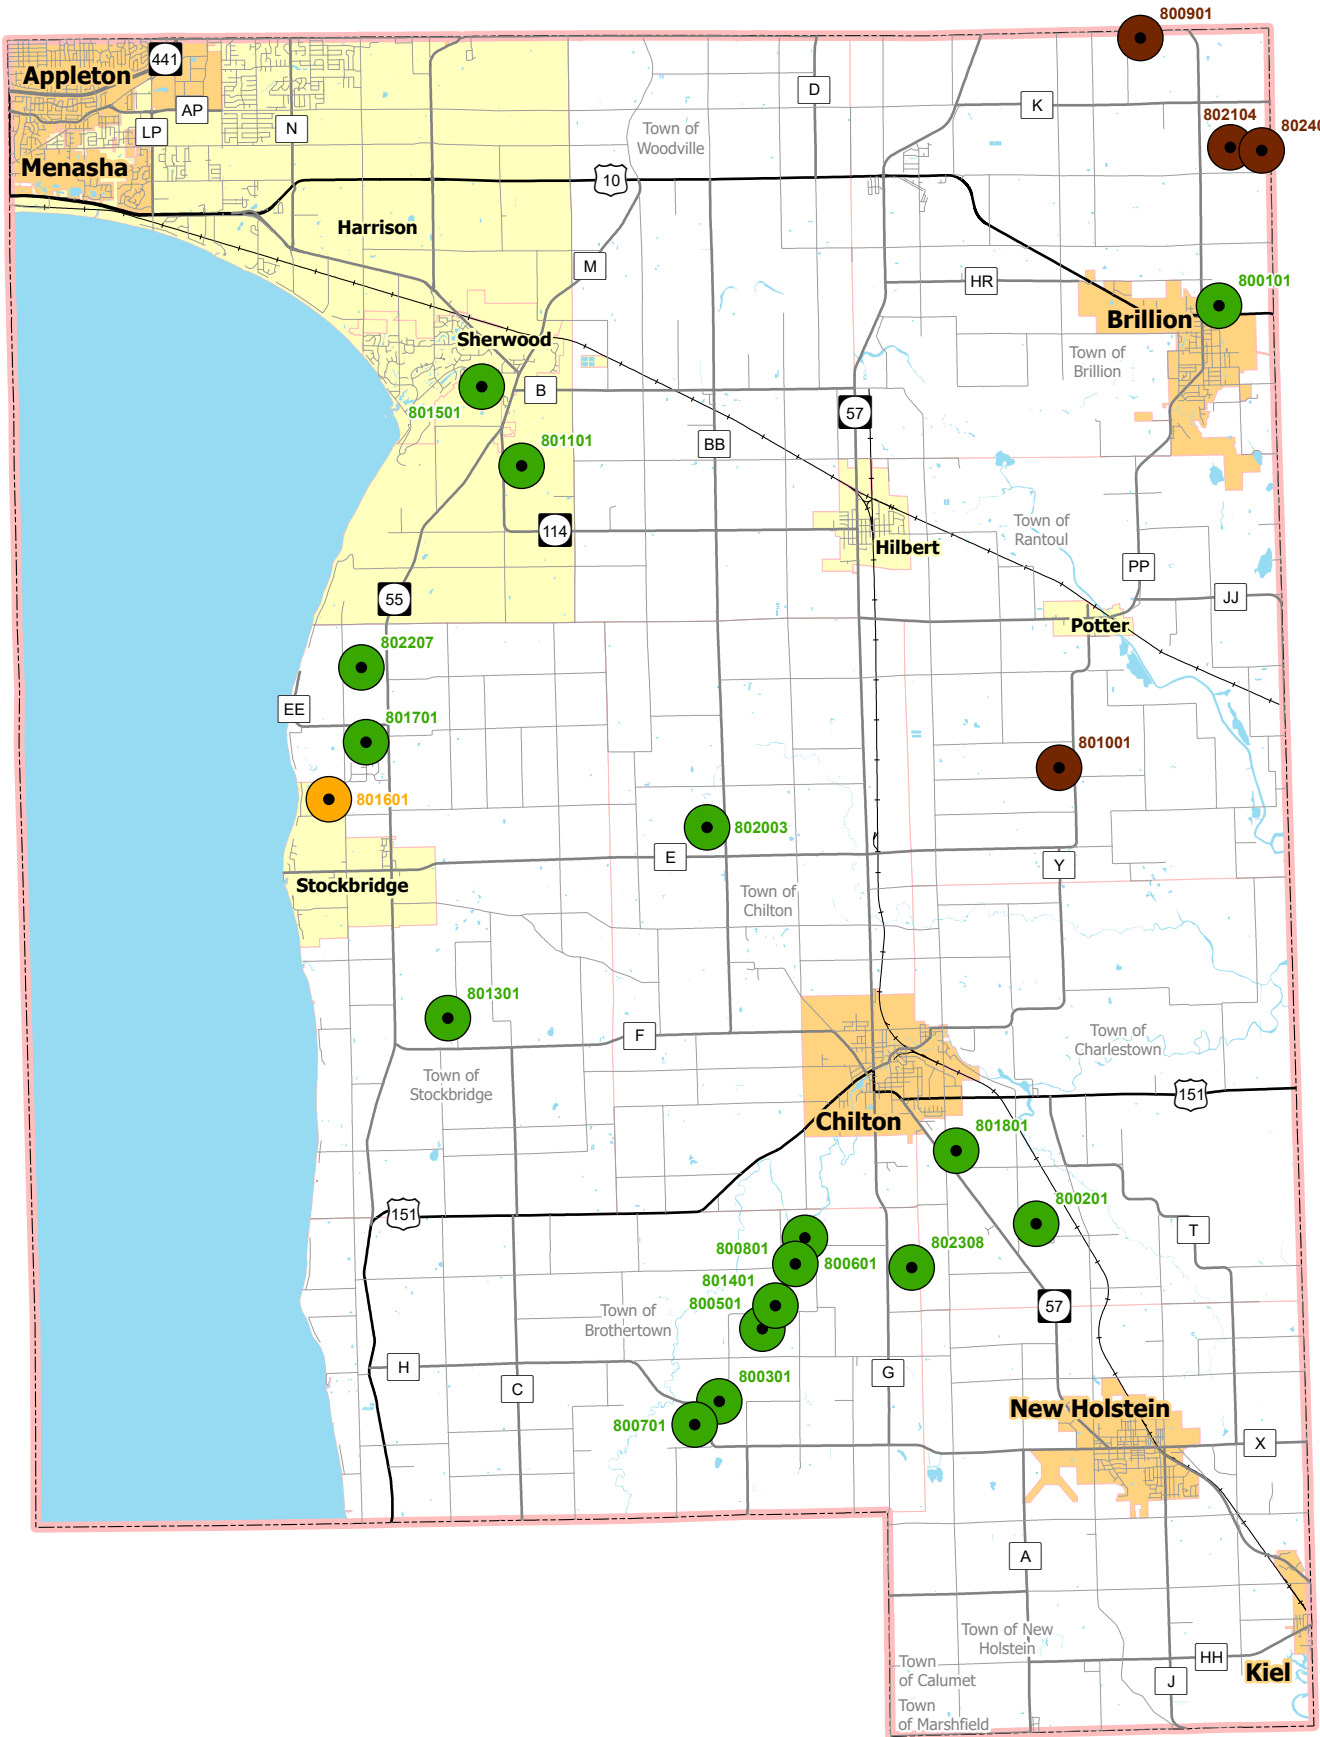 800901
441
Appleton
D
AP
K
LP
N
802104
80240
Town of
Woodville
Menasha
10
Harrison
M
HR
800101
Brillion
Sherwood
Town of
Brillion
B
801501
57
801101
BB
114
Town of
Rantoul
Hilbert
PP
55
JJ
Potter
802207
EE
801701
801001
801601
802003
E
Y
Stockbridge
Town of
Chilton
801301
F
Town of
Charlestown
Town of
Stockbridge
151
Chilton
801801
800201
151
T
800801
802308
800601
801401
800501
57
Town of
Brothertown
H
G
800301
C
New Holstein
800701
X
A
Town of New
Holstein
HH
Town
of Calumet
Kiel
J
Town
of Marshfield